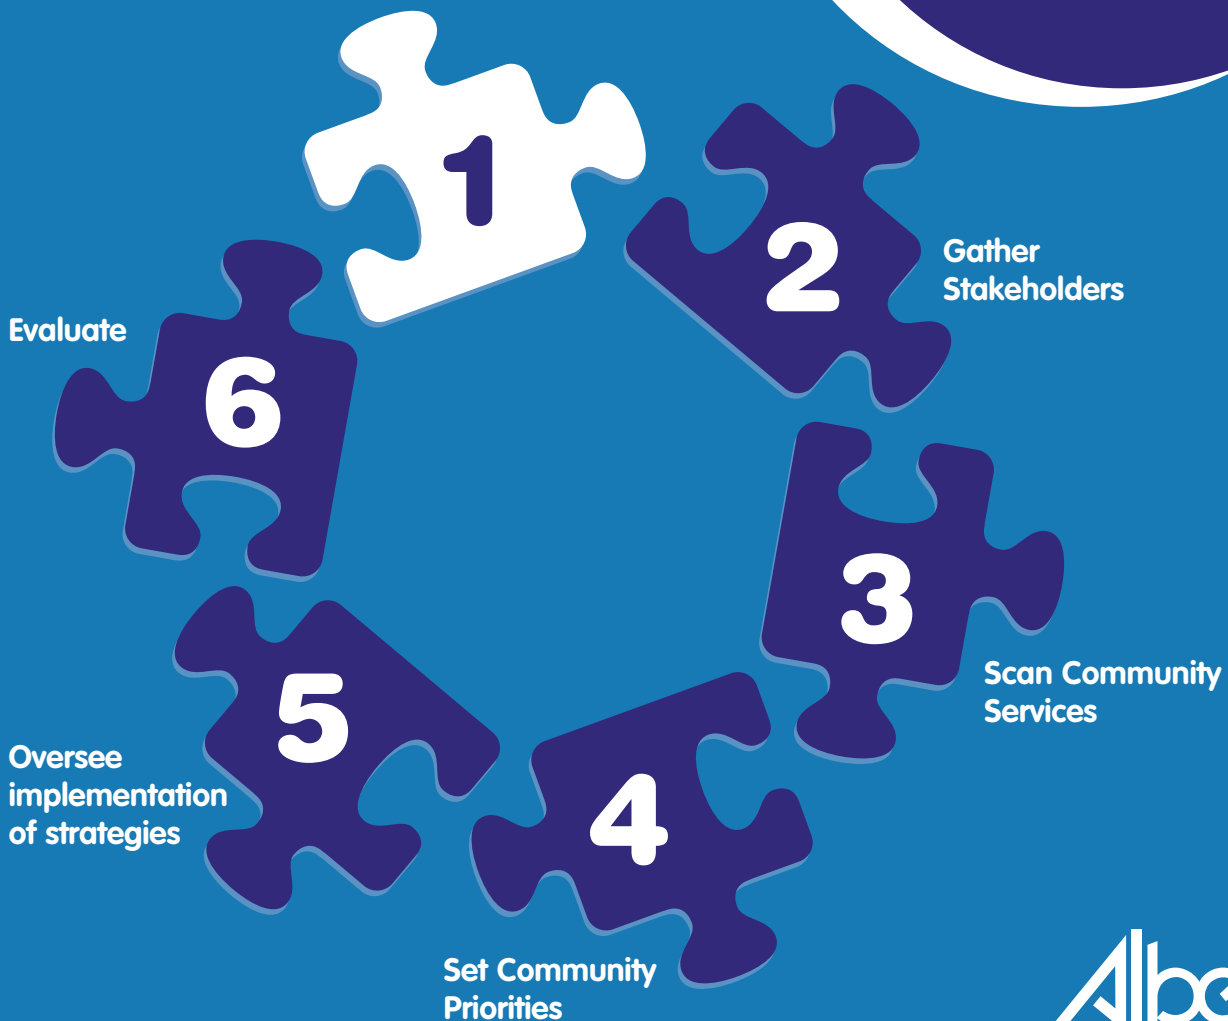 1
2
Gather
Stakeholders
3
Scan Community
Services
4
Set Community
Priorities
5
Oversee
implementation
of strategies
6
Evaluate